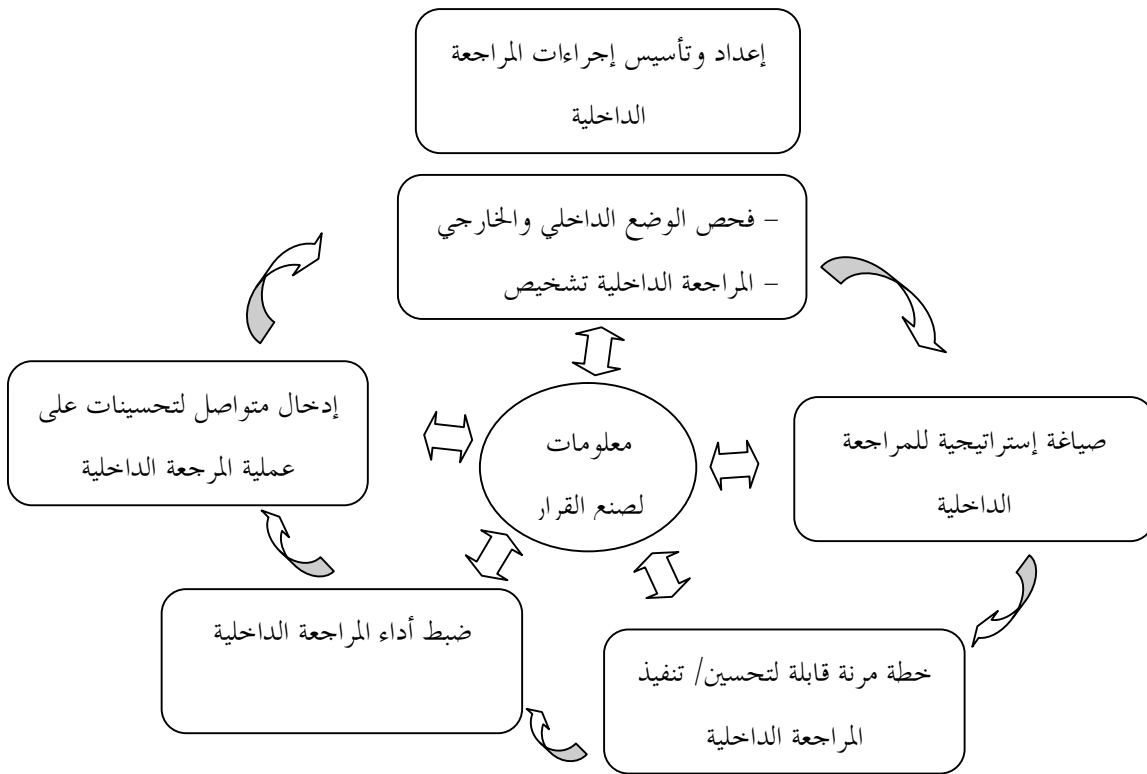 إعداد وتأسيس إجراءات المراجعة
الداخلية
– فحص الوضع الداخلي والخارجي
– المراجعة الداخلية تشخيص
صياغة إستراتيجية للمراجعة
الداخلية
خطة مرنة قابلة لتحسين/ تنفيذ
المراجعة الداخلية
ضبط أداء المراجعة الداخلية
إدخال متواصل لتحسينات على
عملية المرجعة الداخلية
معلومات
لصنع القرار